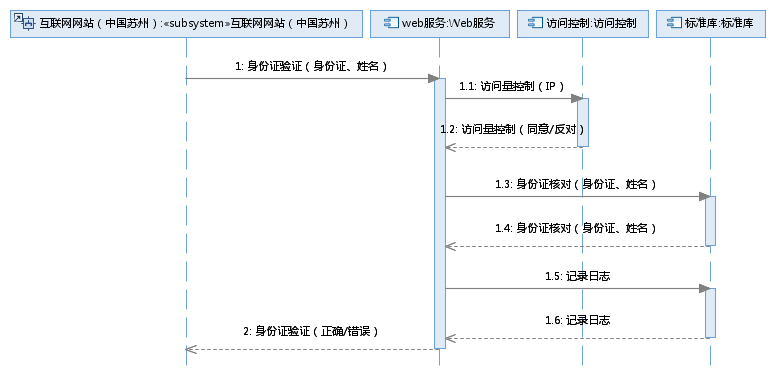 互联网网站（中国苏州）:«subsystem»互联网网站（中国苏州）
web服务:Web服务
访问控制:访问控制
标准库:标准库
1: 身份证验证（身份证、姓名）
1.1: 访问量控制（IP）
1.2: 访问量控制（同意/反对）
1.3: 身份证核对（身份证、姓名）
1.4: 身份证核对（身份证、姓名）
1.5: 记录日志
1.6: 记录日志
2: 身份证验证（正确/错误）